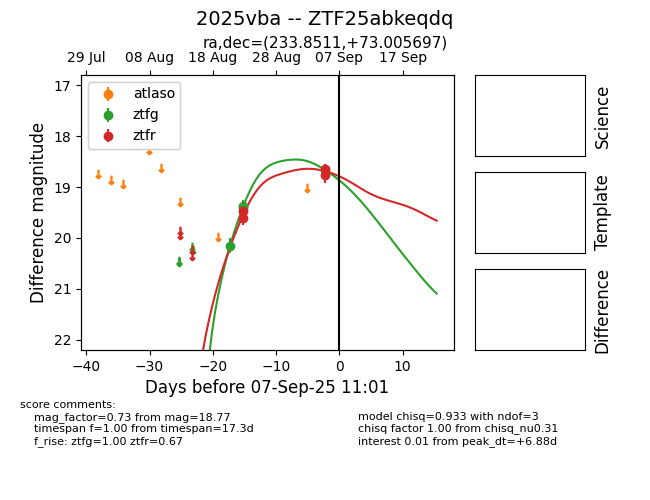 2025vba -- ZTF25abkeqdq
ra,dec=(233.8511,+73.005697)
29 Jul 08 Aug 18 Aug 28 Aug 07 Sep 17 Sep
atlaso
ztfg
ztfr
17
18
19
20
21
22
Difference magnitude
−40 −30 −20 −10 0 10
Days before 07-Sep-25 11:01
Science
Template
Difference
score comments:
mag_factor=0.73 from mag=18.77
timespan f=1.00 from timespan=17.3d
f_rise: ztfg=1.00 ztfr=0.67
model chisq=0.933 with ndof=3
chisq factor 1.00 from chisq_nu0.31
interest 0.01 from peak_dt=+6.88d